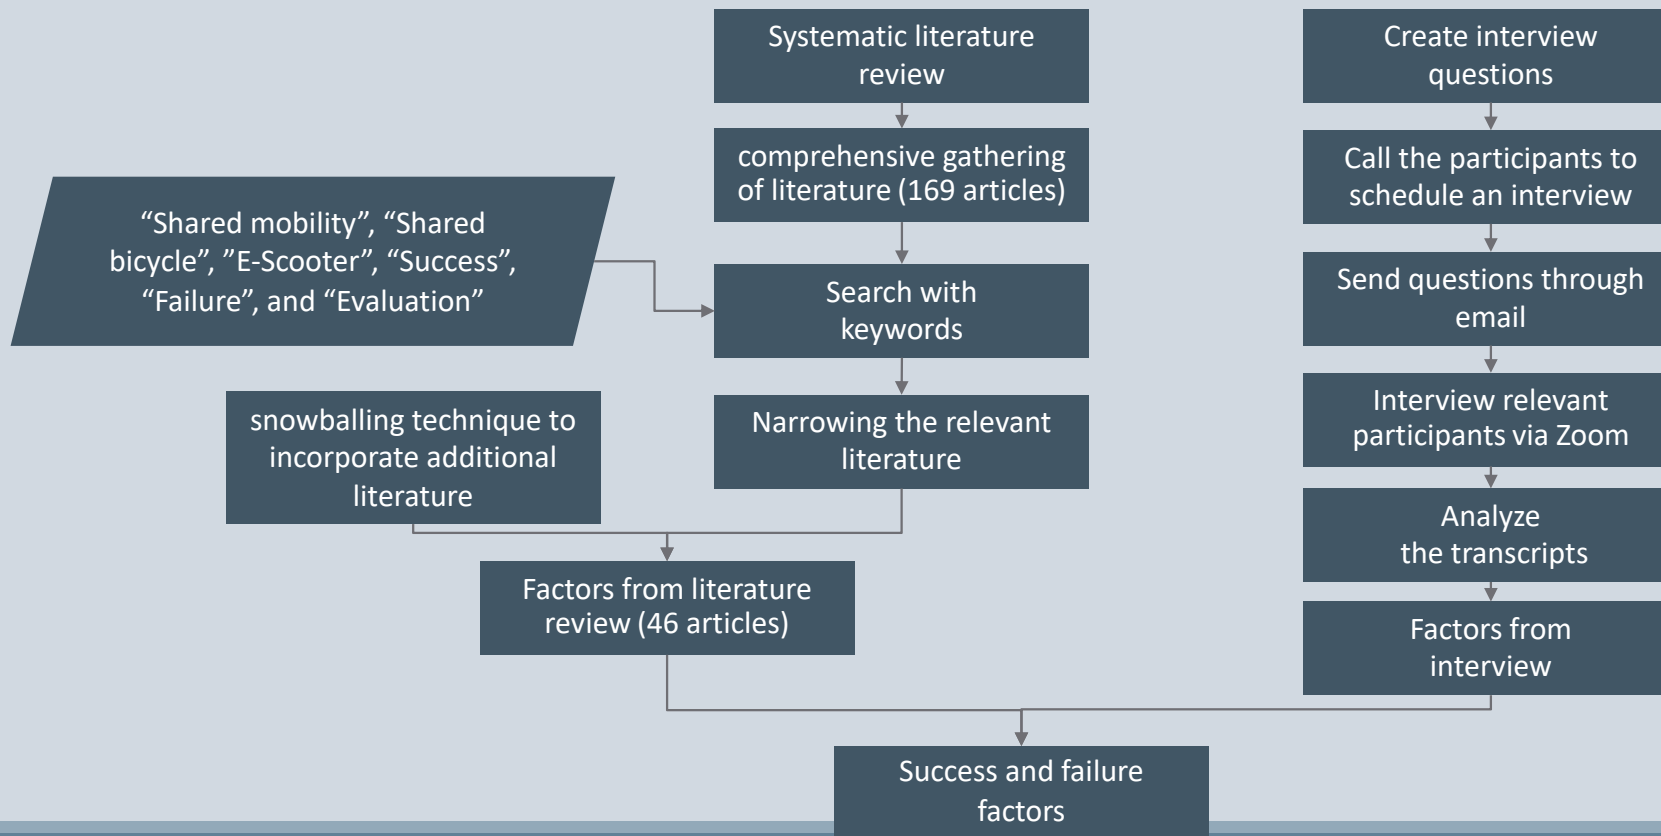 Systematic literature
review
comprehensive gathering
of literature (169 articles)
“Shared mobility”, “Shared
bicycle”, ”E-Scooter”, “Success”,
“Failure”, and “Evaluation”
Search with
keywords
snowballing technique to
incorporate additional
literature
Narrowing the relevant
literature
Factors from literature
review (46 articles)
Create interview
questions
Call the participants to
schedule an interview
Send questions through
email
Interview relevant
participants via Zoom
Analyze
the transcripts
Factors from
interview
Success and failure
factors